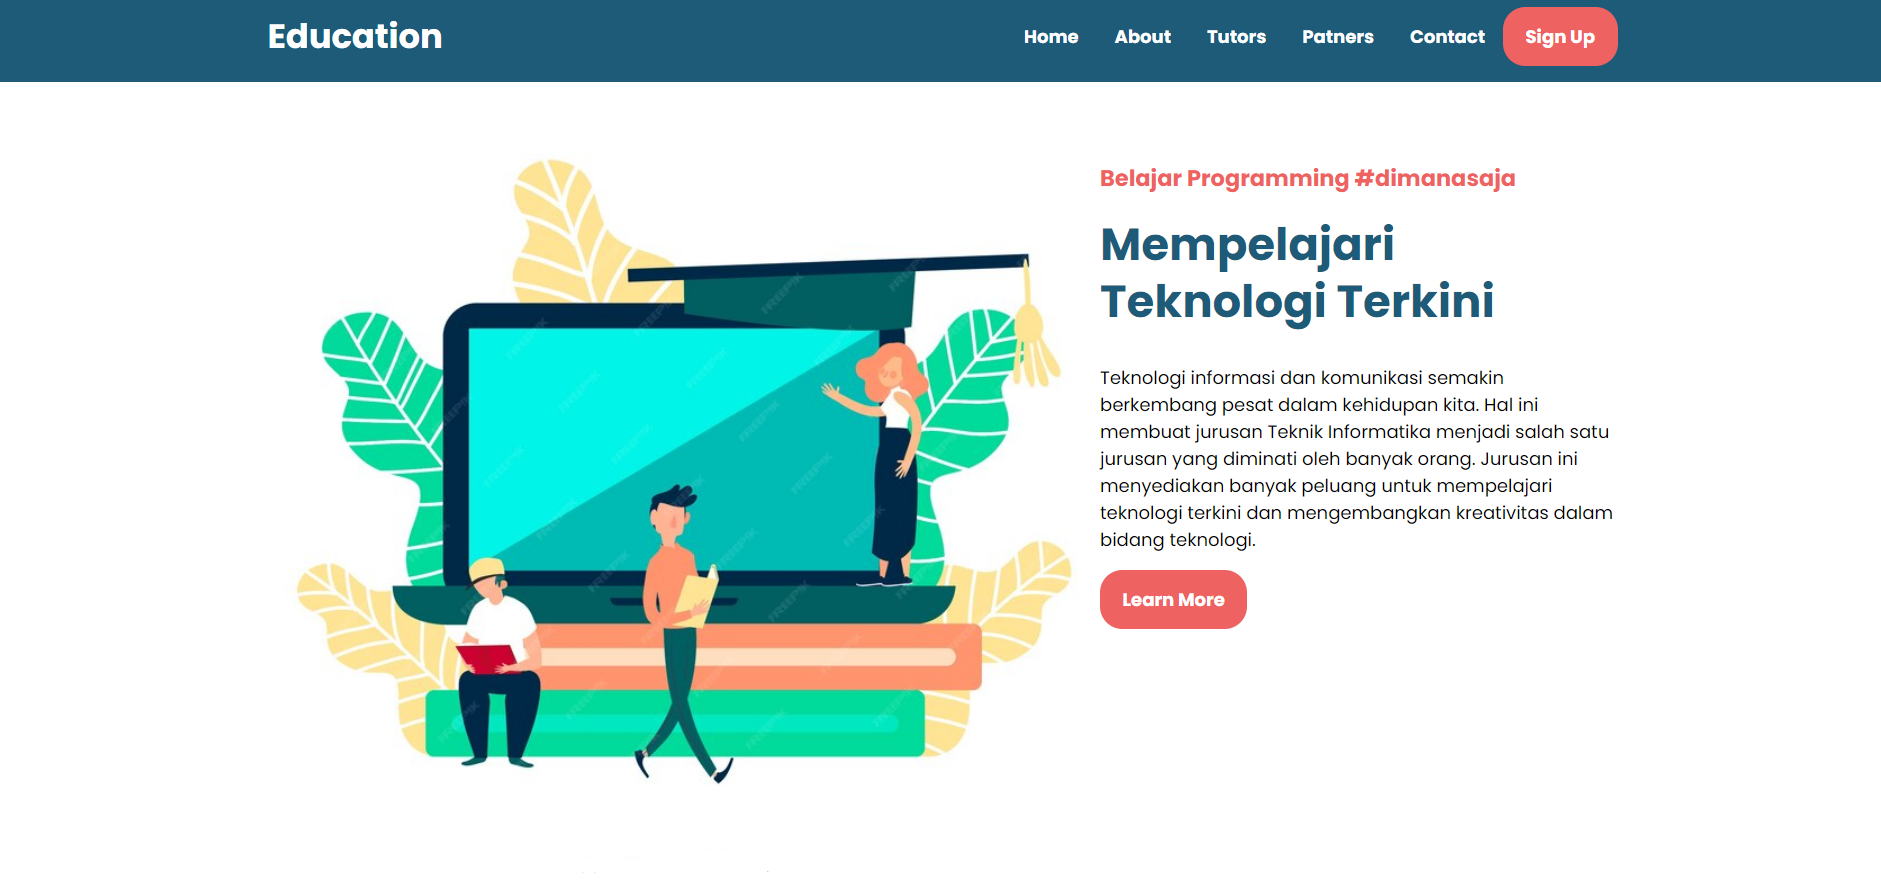 Education
Home About Tutors Patners Contact Sign Up
Belajar Programming #dimanasaja
Mempelajari
Teknologi Terkini
Teknologi informasi dan komunikasi semakin
berkembang pesat dalam kehidupan kita. Hal ini
membuat jurusan Teknik Informatika menjadi salah satu
jurusan yang diminati oleh banyak orang. Jurusan ini
menyediakan banyak peluang untuk mempelajari
teknologi terkini dan mengembangkan kreativitas dalam
bidang teknologi.
Learn More